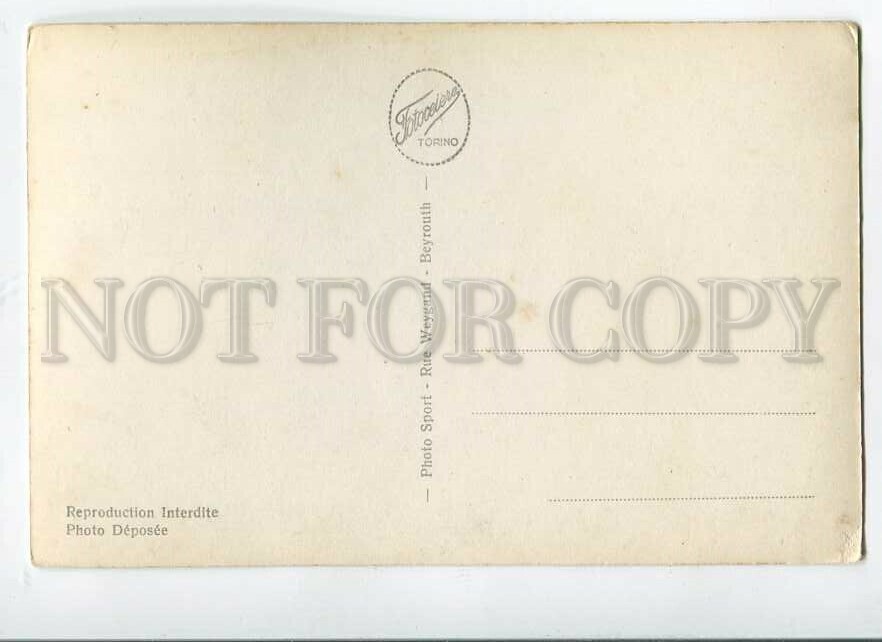 Fotocelere
TORINO
— Photo Sport - Rue Weygand - Beyrouth —
NOT FOR COPY
Reproduction Interdite
Photo Déposée